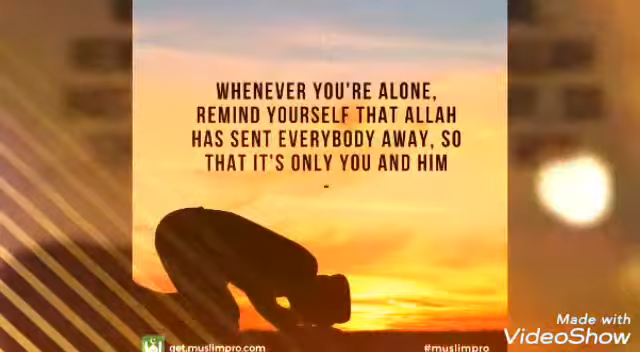 WHENEVER YOU'RE ALONE,
REMIND YOURSELF THAT ALLAH
HAS SENT EVERYBODY AWAY, SO
THAT IT'S ONLY YOU AND HIM
-
get.muslimpro.com
#muslimpro
Made with
VideoShow